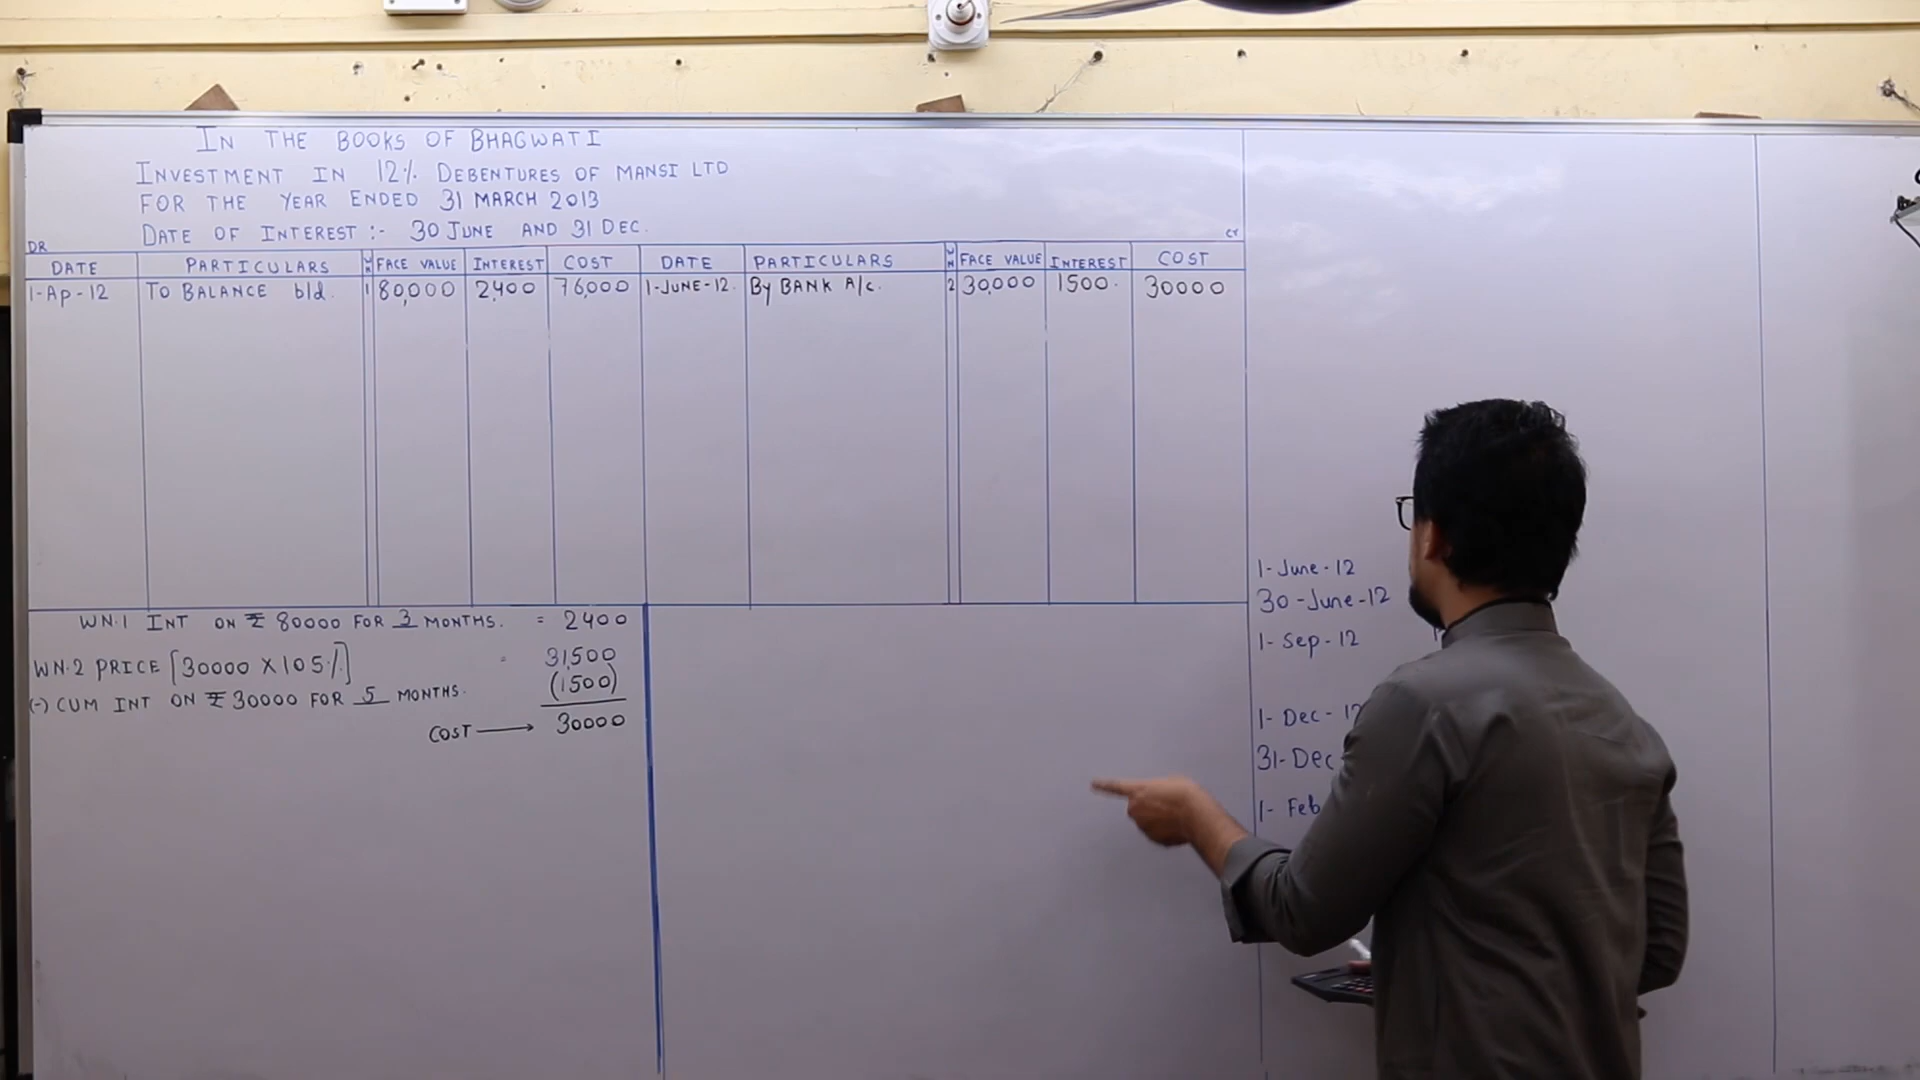 IN THE BOOKS OF BHAGWATI
INVESTMENT IN 12% DEBENTURES OF MANSI LTD
FOR THE YEAR ENDED 31 MARCH 2013
DATE OF INTEREST :- 30 JUNE AND 31 DEC.
DR Cr
DATE PARTICULARS WN FACE VALUE INTEREST COST DATE PARTICULARS WN FACE VALUE INTEREST COST
1-Ap-12 TO BALANCE b/d. 1 80,000 2,400 76,000 1-JUNE-12. By BANK A/c. 2 30,000 1500. 30000
WN.1 INT ON ₹ 80000 FOR 3 MONTHS. = 2400
WN.2 PRICE [30000 X 105%] = 31,500
(-) CUM INT ON ₹ 30000 FOR 5 MONTHS. (1500)
COST → 30000
1-June-12
30-June-12
1-Sep-12
1-Dec-12
31-Dec
1-Feb